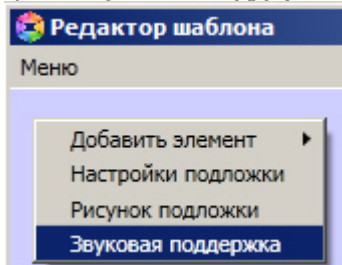 Редактор шаблона
Меню
Добавить элемент
Настройки подложки
Рисунок подложки
Звуковая поддержка